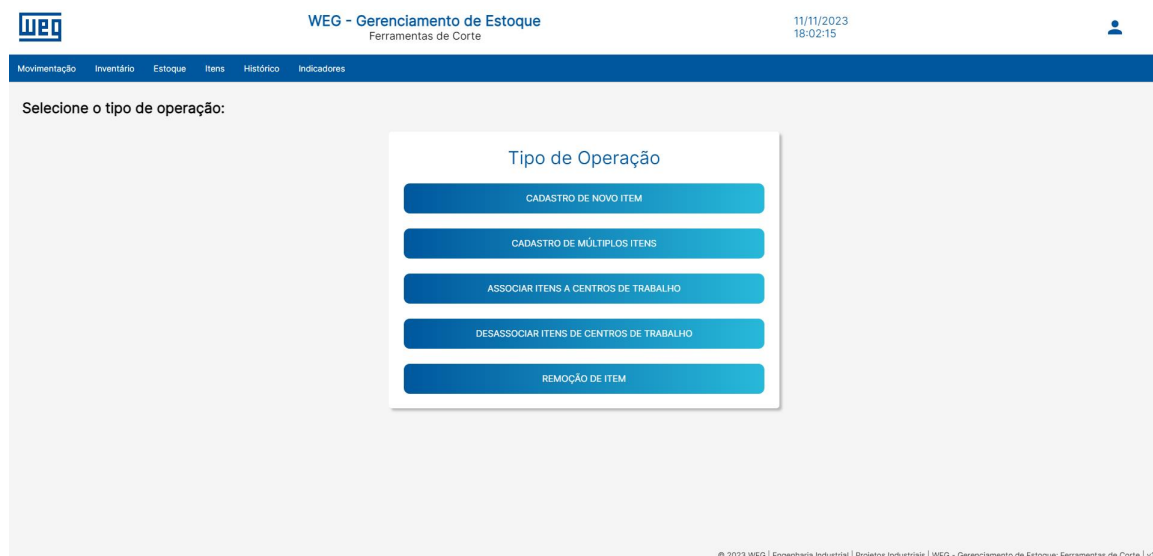 weg
WEG - Gerenciamento de Estoque
Ferramentas de Corte
11/11/2023
18:02:15
Movimentação Inventário Estoque Itens Histórico Indicadores
Selecione o tipo de operação:
Tipo de Operação
CADASTRO DE NOVO ITEM
CADASTRO DE MÚLTIPLOS ITENS
ASSOCIAR ITENS A CENTROS DE TRABALHO
DESASSOCIAR ITENS DE CENTROS DE TRABALHO
REMOÇÃO DE ITEM
© 2023 WEG | Engenharia Industrial | Projetos Industriais | WEG - Gerenciamento de Estoque: Ferramentas de Corte |